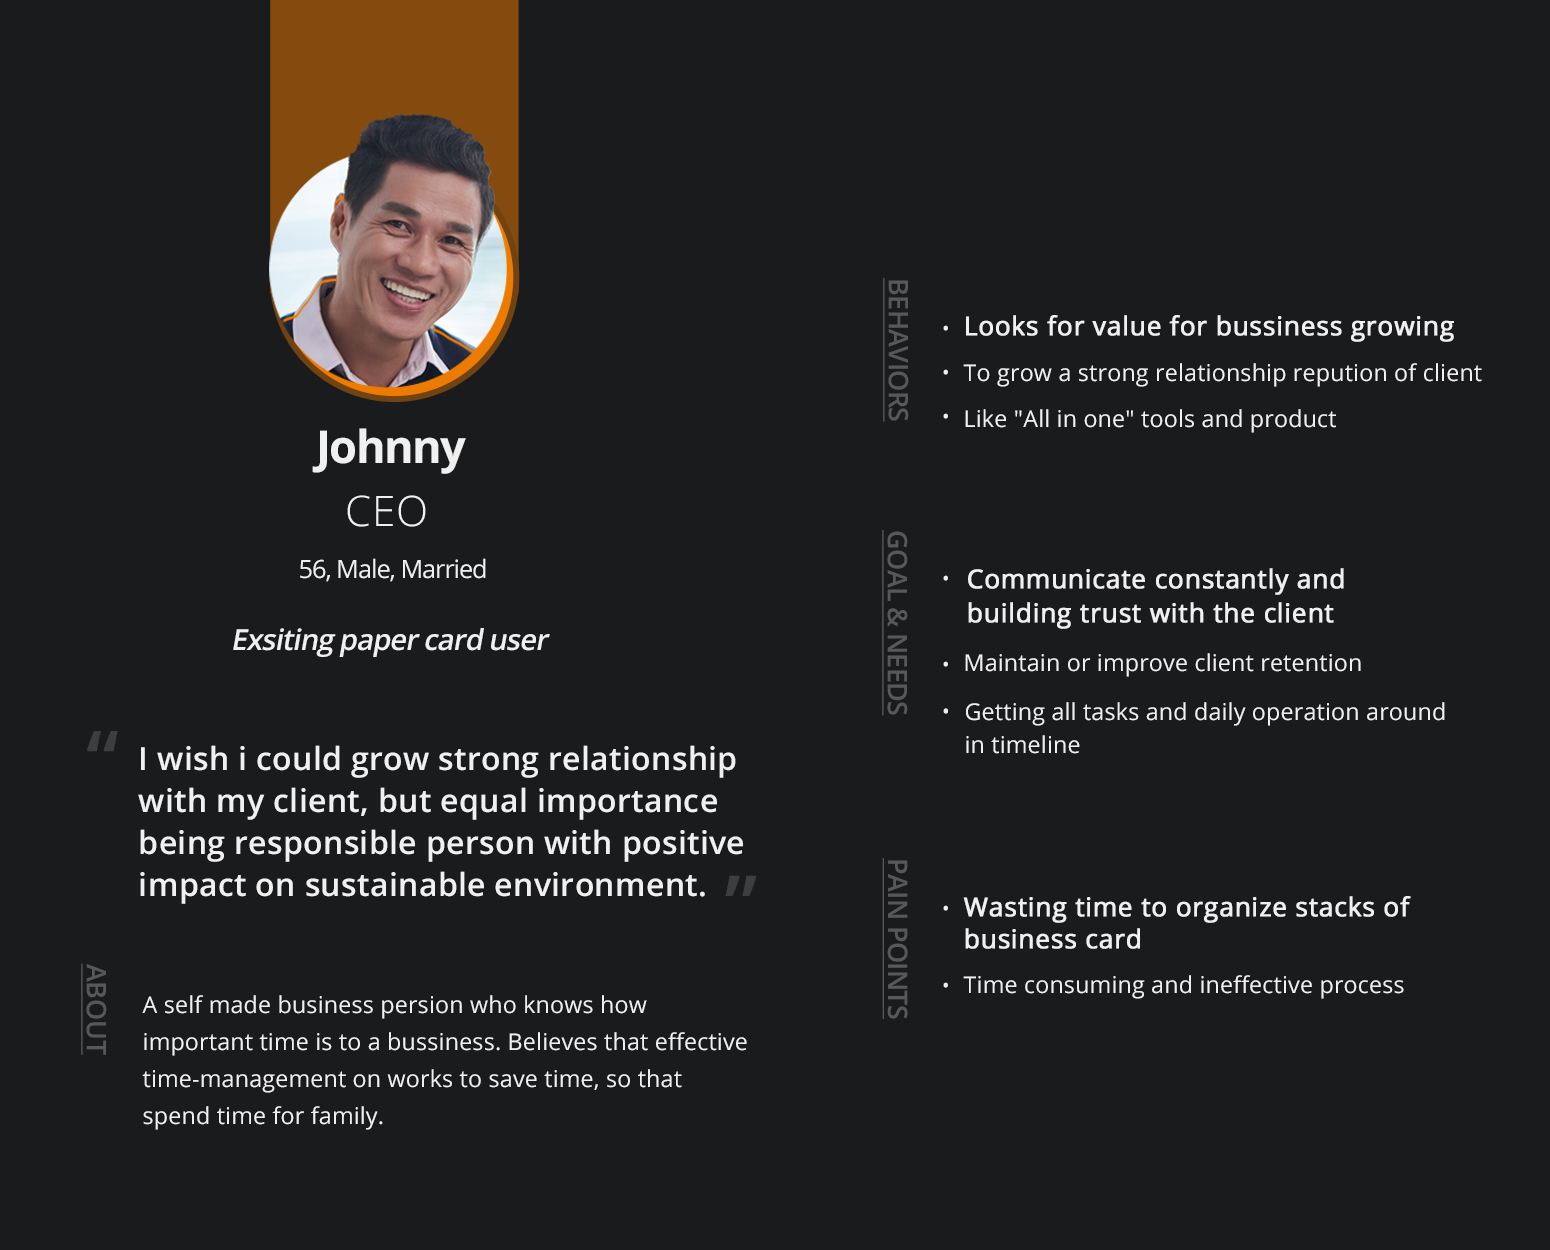 Johnny
CEO
56, Male, Married
Exsiting paper card user
“ I wish i could grow strong relationship
with my client, but equal importance
being responsible person with positive
impact on sustainable environment. ”
ABOUT
A self made business persion who knows how
important time is to a bussiness. Believes that effective
time-management on works to save time, so that
spend time for family.
BEHAVIORS
• Looks for value for bussiness growing
• To grow a strong relationship repution of client
• Like "All in one" tools and product
GOAL & NEEDS
• Communicate constantly and
building trust with the client
• Maintain or improve client retention
• Getting all tasks and daily operation around
in timeline
PAIN POINTS
• Wasting time to organize stacks of
business card
• Time consuming and ineffective process